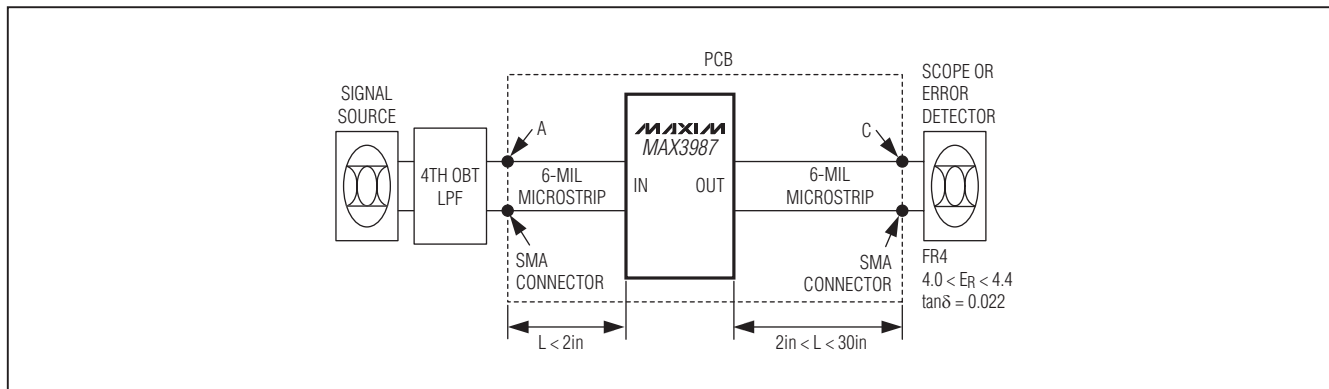 PCB
SIGNAL
SOURCE
4TH OBT
LPF
A
6-MIL
MICROSTRIP
SMA
CONNECTOR
MAXIM
MAX3987
IN
OUT
6-MIL
MICROSTRIP
C
SMA
CONNECTOR
SCOPE OR
ERROR
DETECTOR
FR4
4.0 < ER < 4.4
tanδ = 0.022
L < 2in
2in < L < 30in